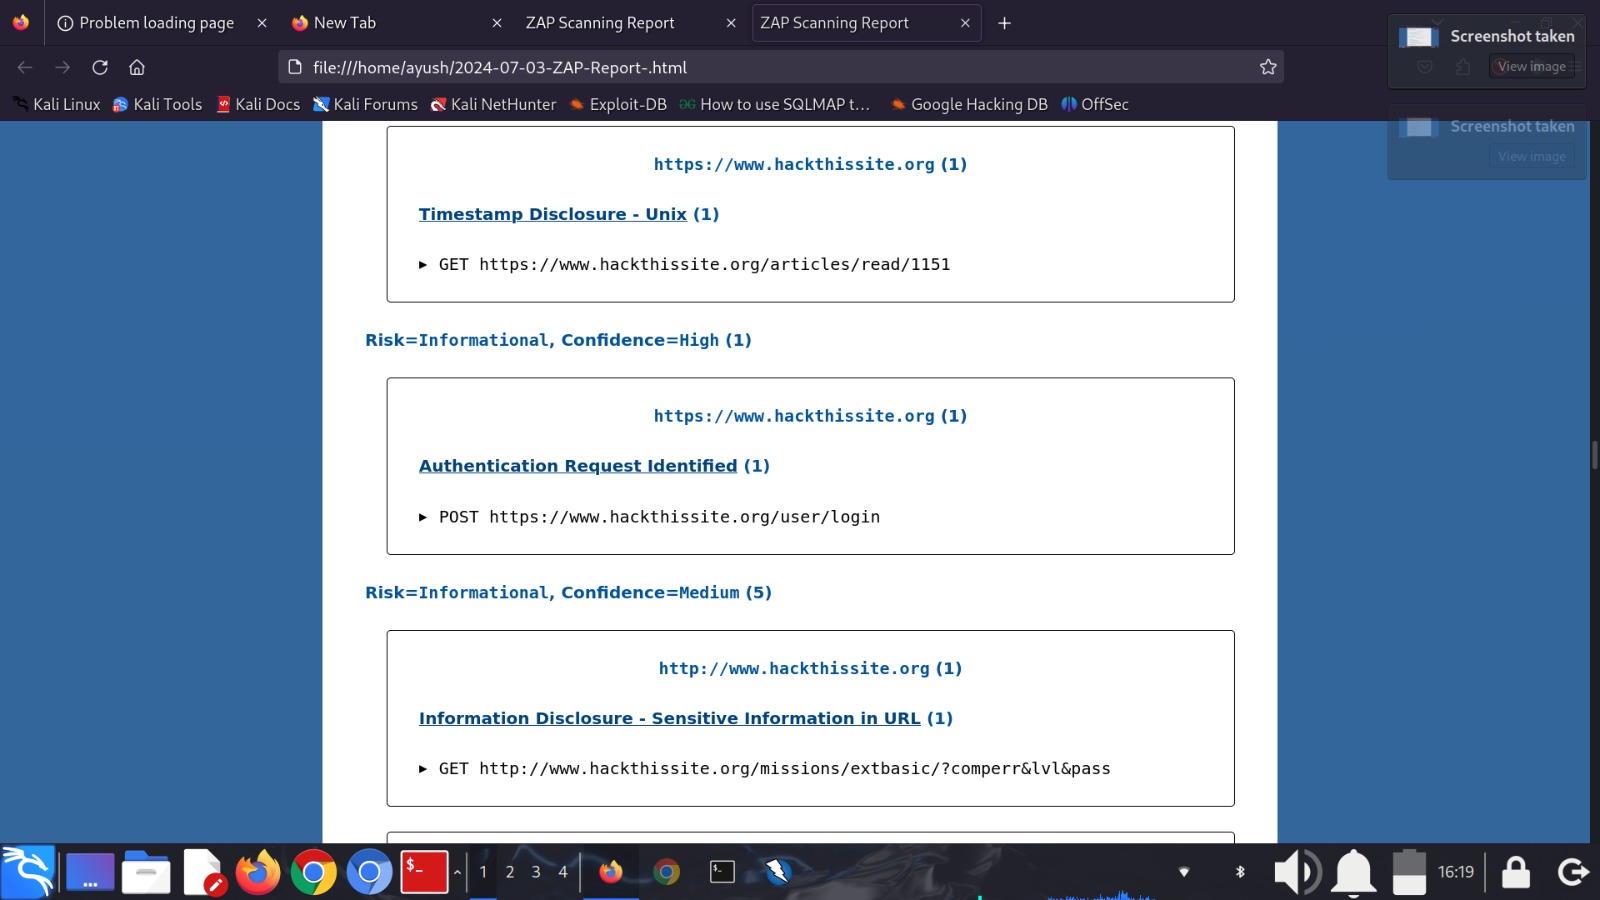 Problem loading page
New Tab
ZAP Scanning Report
ZAP Scanning Report
file:///home/ayush/2024-07-03-ZAP-Report-.html
Screenshot taken
View image
Kali Linux
Kali Tools
Kali Docs
Kali Forums
Kali NetHunter
Exploit-DB
How to use SQLMAP t...
Google Hacking DB
OffSec
Screenshot taken
View image
https://www.hackthissite.org (1)
Timestamp Disclosure - Unix (1)
▶ GET https://www.hackthissite.org/articles/read/1151
Risk=Informational, Confidence=High (1)
https://www.hackthissite.org (1)
Authentication Request Identified (1)
▶ POST https://www.hackthissite.org/user/login
Risk=Informational, Confidence=Medium (5)
http://www.hackthissite.org (1)
Information Disclosure - Sensitive Information in URL (1)
▶ GET http://www.hackthissite.org/missions/extbasic/?comperr&lvl&pass
$_
1 2 3 4
16:19